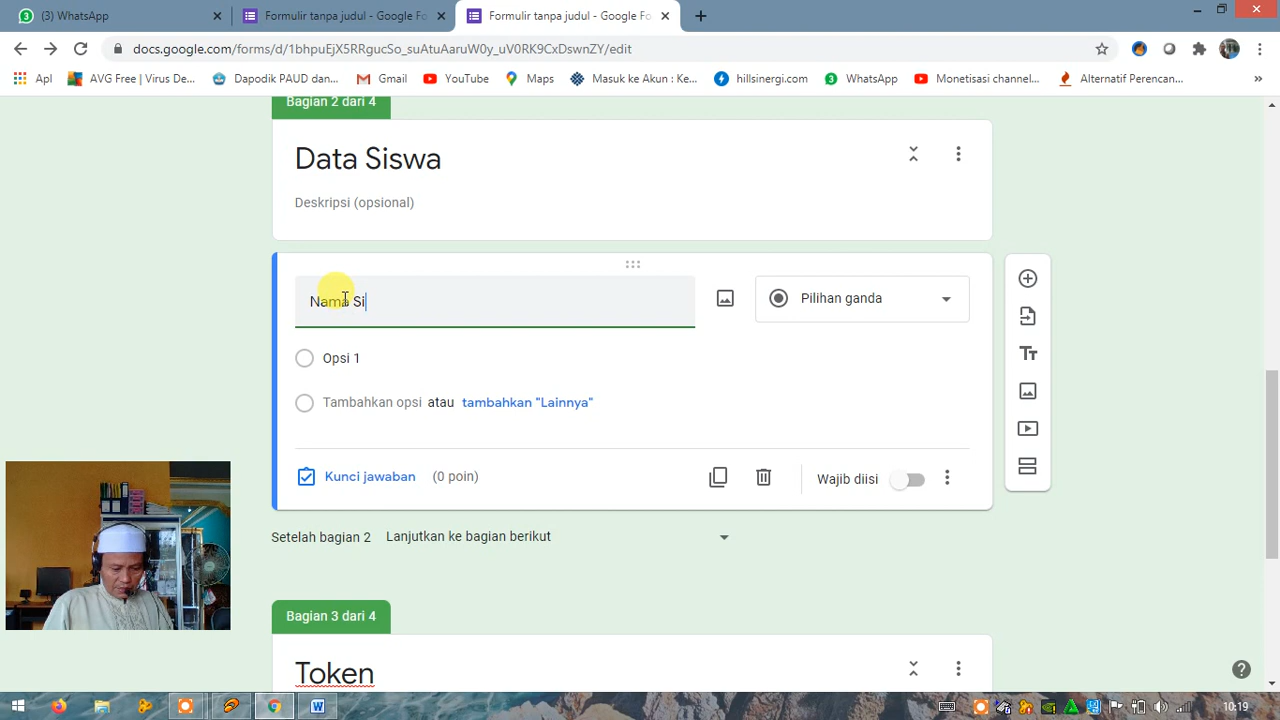 (3) WhatsApp
Formulir tanpa judul - Google Fo
Formulir tanpa judul - Google Fo
docs.google.com/forms/d/1bhpuEjX5RRgucSo_suAtuAaruW0y_uV0RK9CxDswnZY/edit
Apl
AVG Free | Virus De...
Dapodik PAUD dan...
Gmail
YouTube
Maps
Masuk ke Akun : Ke...
hillsinergi.com
WhatsApp
Monetisasi channel...
Alternatif Perencan...
»
Bagian 2 dari 4
Data Siswa
Deskripsi (opsional)
Nama Si
Pilihan ganda
Opsi 1
Tambahkan opsi atau tambahkan "Lainnya"
Kunci jawaban (0 poin)
Wajib diisi
Setelah bagian 2 Lanjutkan ke bagian berikut
Bagian 3 dari 4
Token
10:19